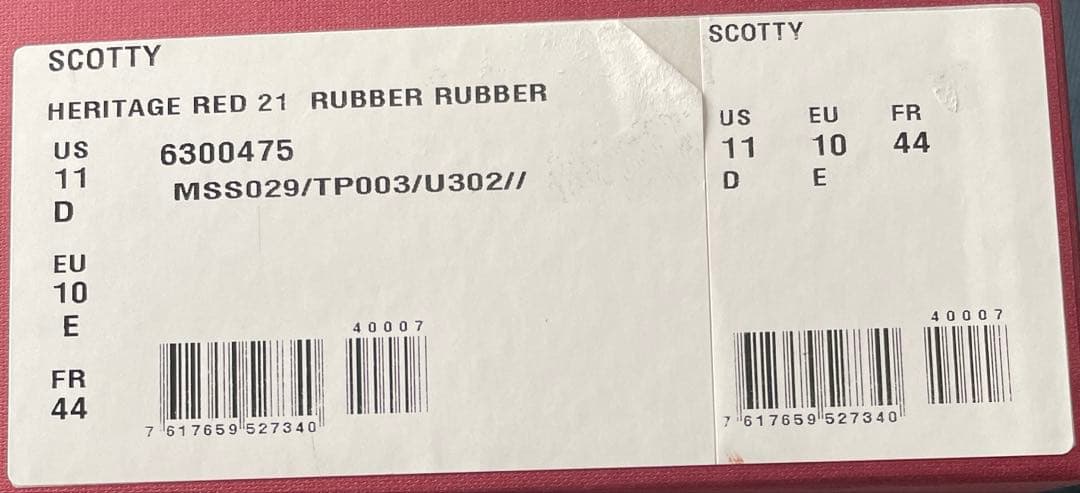 SCOTTY
HERITAGE RED 21 RUBBER RUBBER
US
11
D
6300475
MSS029/TP003/U302//
EU
10
E
FR
44
40007
7 617659 527340
SCOTTY
US EU FR
11 10 44
D E
40007
7 617659 527340